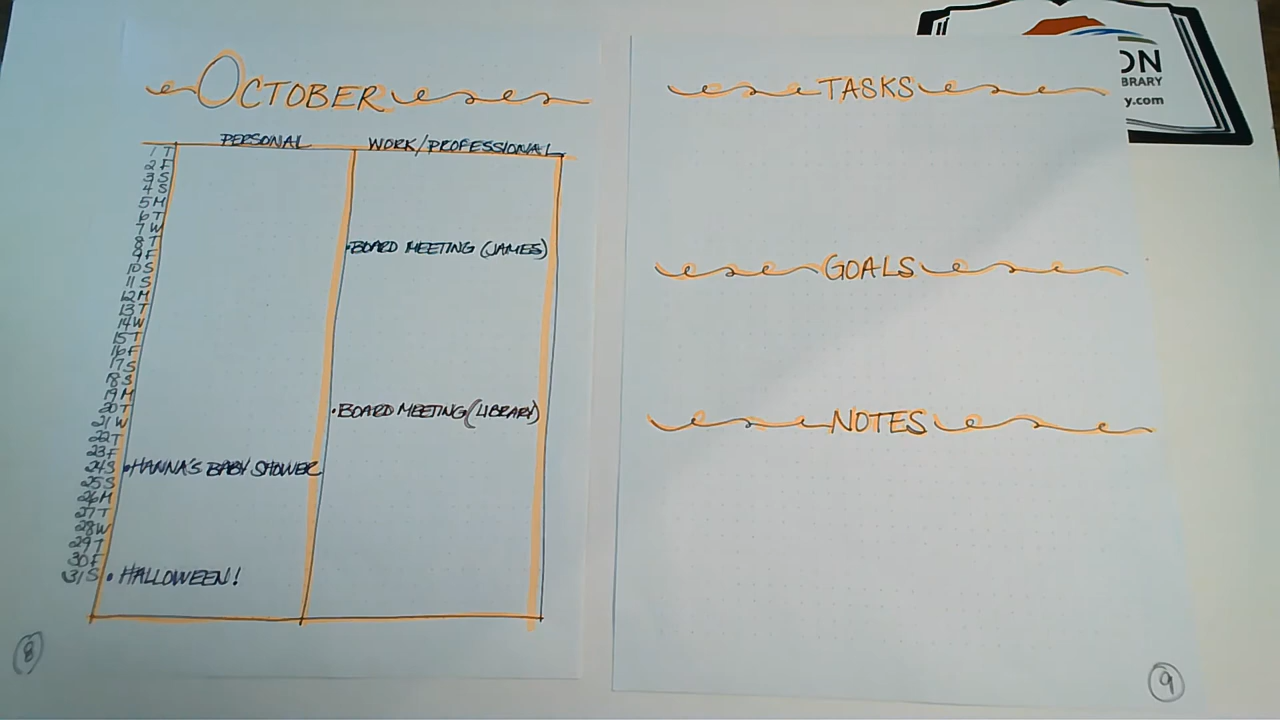 OCTOBER
PERSONAL WORK/PROFESSIONAL
1 T
2 F
3 S
4 S
5 M
6 T
7 W
8 T •BOARD MEETING (JAMES)
9 F
10 S
11 S
12 M
13 T
14 W
15 T
16 F
17 S
18 S
19 M
20 T •BOARD MEETING (LIBRARY)
21 W
22 T
23 F
24 S •HANNA'S BABY SHOWER
25 S
26 M
27 T
28 W
29 T
30 F
31 S •HALLOWEEN!
8
TASKS
GOALS
NOTES
9
ON
BRARY
y.com